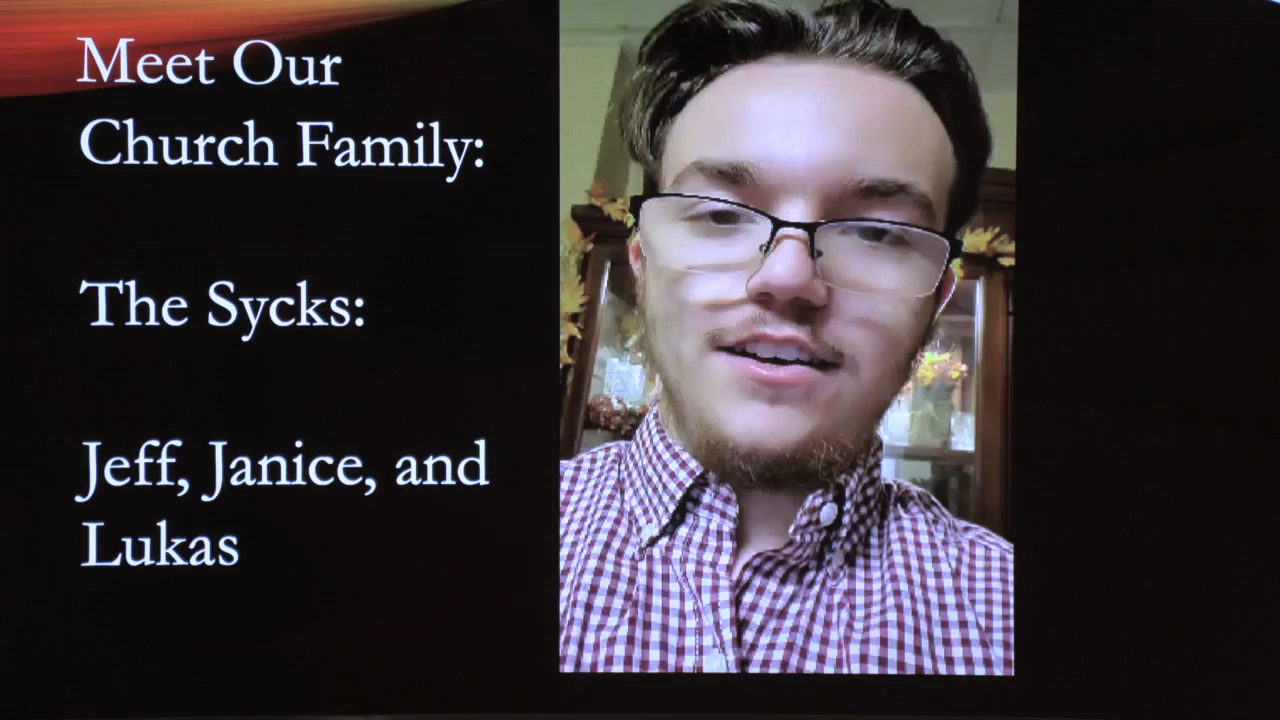 Meet Our
Church Family:
The Sycks:
Jeff, Janice, and
Lukas